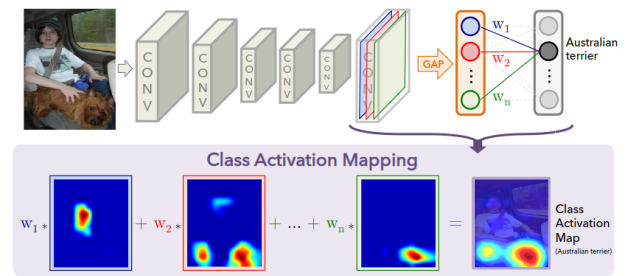 CONV
CONV
CONV
CONV
CONV
CONV
GAP
w1
w2
wn
...
...
Australian
terrier
Class Activation Mapping
w1 * + w2 * + ... + wn * =
Class
Activation
Map
(Australian terrier)